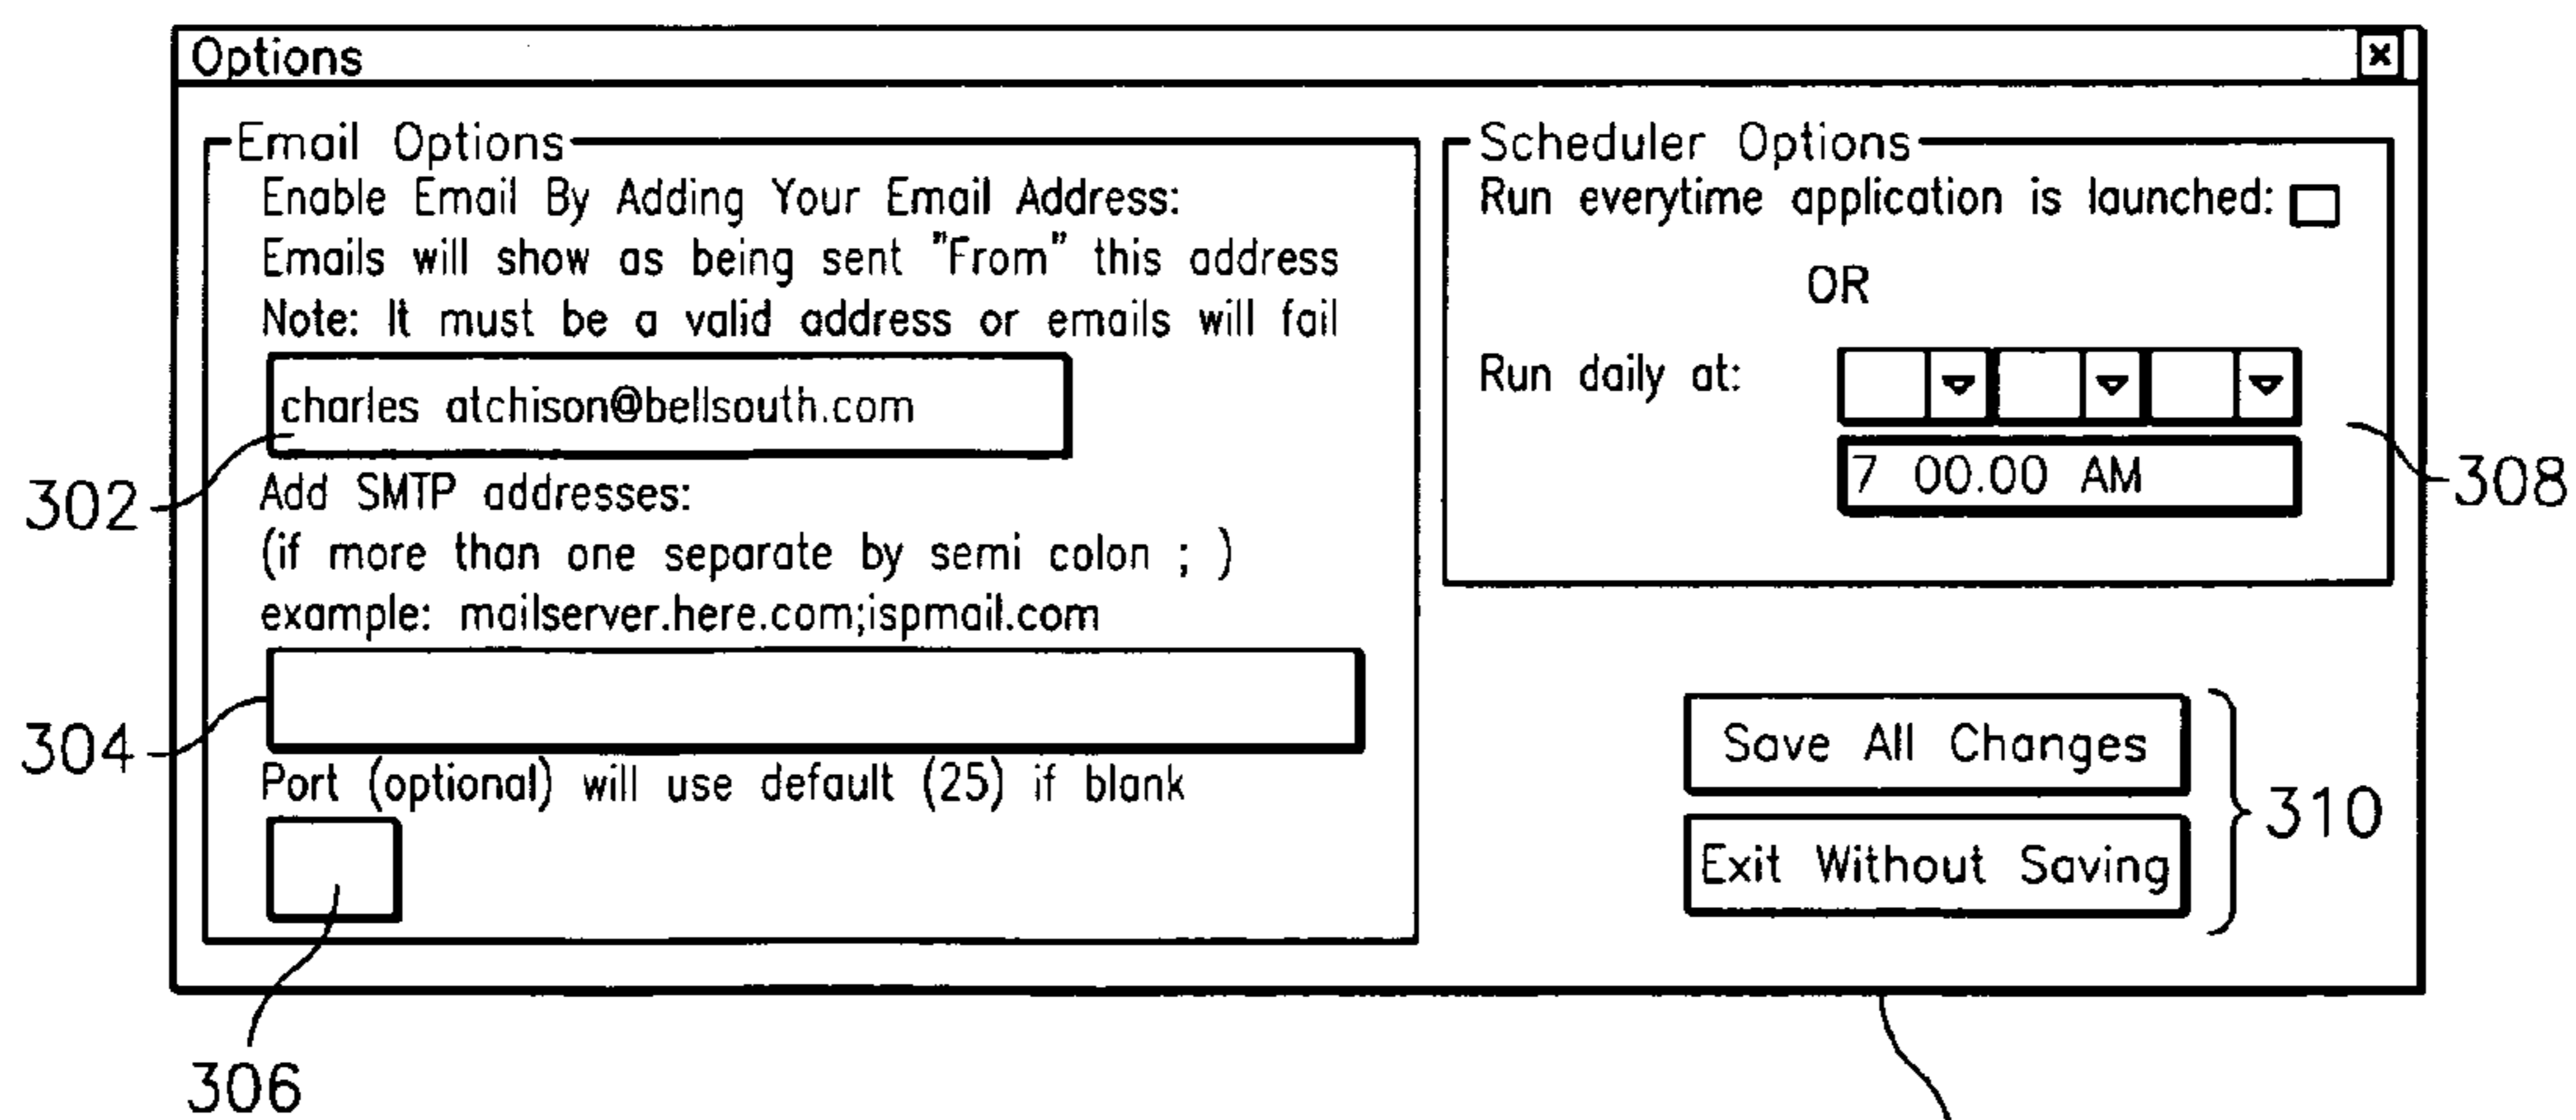 Options
x
Email Options
Enable Email By Adding Your Email Address:
Emails will show as being sent "From" this address
Note: It must be a valid address or emails will fail
charles atchison@bellsouth.com
302
Add SMTP addresses:
(if more than one separate by semi colon ; )
example: mailserver.here.com;ispmail.com
304
Port (optional) will use default (25) if blank
306
Scheduler Options
Run everytime application is launched:
OR
Run daily at:
7 00.00 AM
308
Save All Changes
Exit Without Saving
310